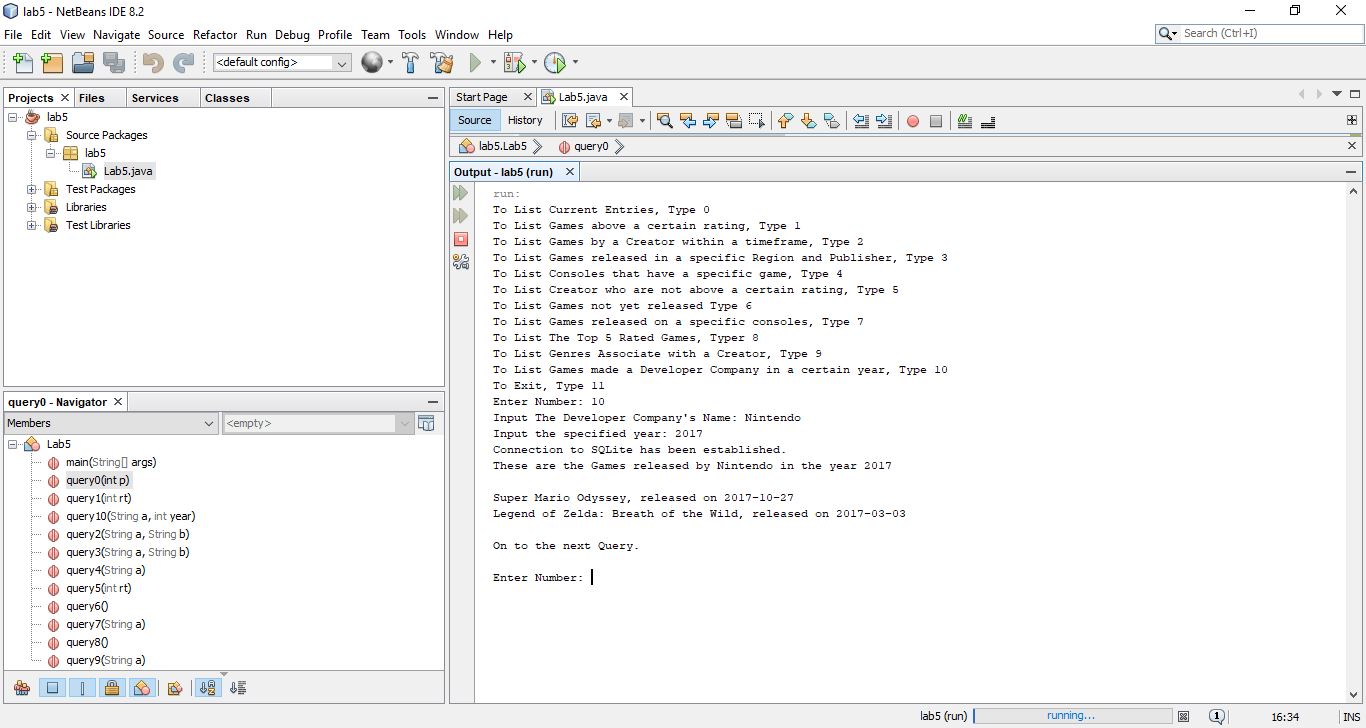 lab5 - NetBeans IDE 8.2
File Edit View Navigate Source Refactor Run Debug Profile Team Tools Window Help
Search (Ctrl+I)
<default config>
Projects Files Services Classes
lab5
Source Packages
lab5
Lab5.java
Test Packages
Libraries
Test Libraries
query0 - Navigator
Members <empty>
Lab5
main(String[] args)
query0(int p)
query1(int rt)
query10(String a, int year)
query2(String a, String b)
query3(String a, String b)
query4(String a)
query5(int rt)
query6()
query7(String a)
query8()
query9(String a)
Start Page Lab5.java
Source History
lab5.Lab5 query0
Output - lab5 (run)
run:
To List Current Entries, Type 0
To List Games above a certain rating, Type 1
To List Games by a Creator within a timeframe, Type 2
To List Games released in a specific Region and Publisher, Type 3
To List Consoles that have a specific game, Type 4
To List Creator who are not above a certain rating, Type 5
To List Games not yet released Type 6
To List Games released on a specific consoles, Type 7
To List The Top 5 Rated Games, Typer 8
To List Genres Associate with a Creator, Type 9
To List Games made a Developer Company in a certain year, Type 10
To Exit, Type 11
Enter Number: 10
Input The Developer Company's Name: Nintendo
Input the specified year: 2017
Connection to SQLite has been established.
These are the Games released by Nintendo in the year 2017
Super Mario Odyssey, released on 2017-10-27
Legend of Zelda: Breath of the Wild, released on 2017-03-03
On to the next Query.
Enter Number:
lab5 (run) running... 1 16:34 INS